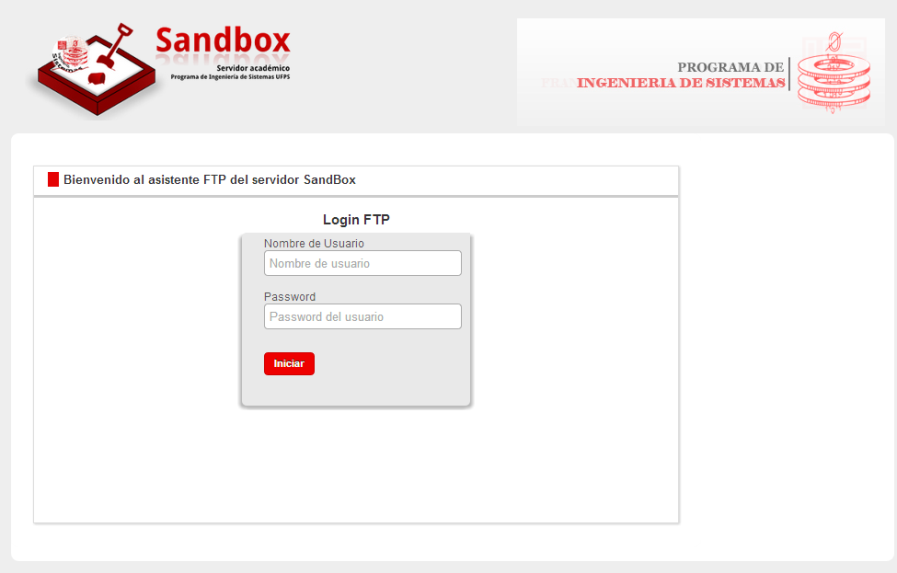 Sandbox
Servidor académico
Programa de Ingeniería de Sistemas UFPS
PROGRAMA DE
INGENIERIA DE SISTEMAS
Bienvenido al asistente FTP del servidor SandBox
Login FTP
Nombre de Usuario
Nombre de usuario
Password
Password del usuario
Iniciar